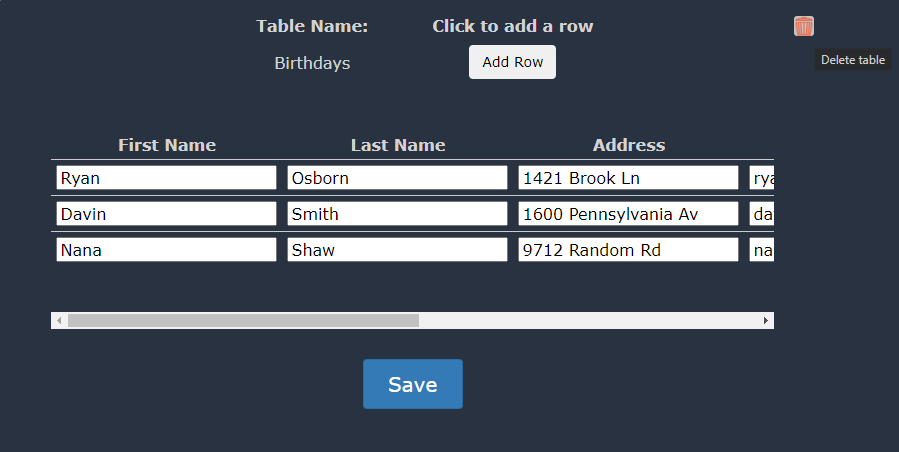 Table Name: Click to add a row
Birthdays Add Row
Delete table
First Name Last Name Address
Ryan Osborn 1421 Brook Ln rya
Davin Smith 1600 Pennsylvania Av da
Nana Shaw 9712 Random Rd na
Save